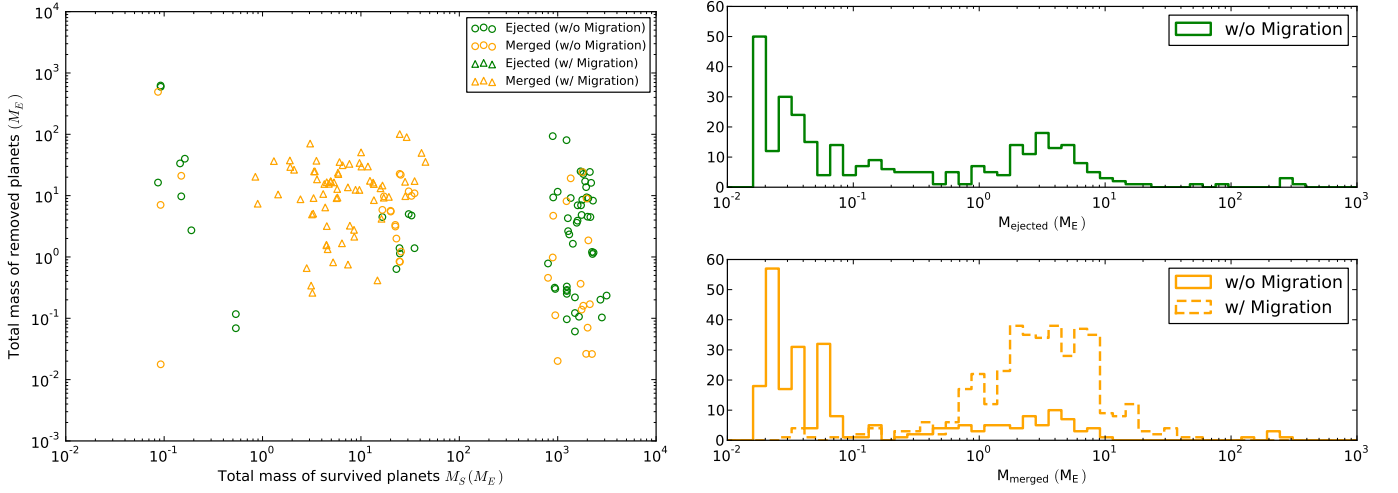 10^4
10^3
10^2
10^1
10^0
10^-1
10^-2
10^-3
Total mass of removed planets (M_E)
Ejected (w/o Migration)
Merged (w/o Migration)
Ejected (w/ Migration)
Merged (w/ Migration)
10^-2 10^-1 10^0 10^1 10^2 10^3 10^4
Total mass of survived planets M_S (M_E)
60
50
40
30
20
10
0
w/o Migration
10^-2 10^-1 10^0 10^1 10^2 10^3
M_ejected (M_E)
60
50
40
30
20
10
0
w/o Migration
w/ Migration
10^-2 10^-1 10^0 10^1 10^2 10^3
M_merged (M_E)